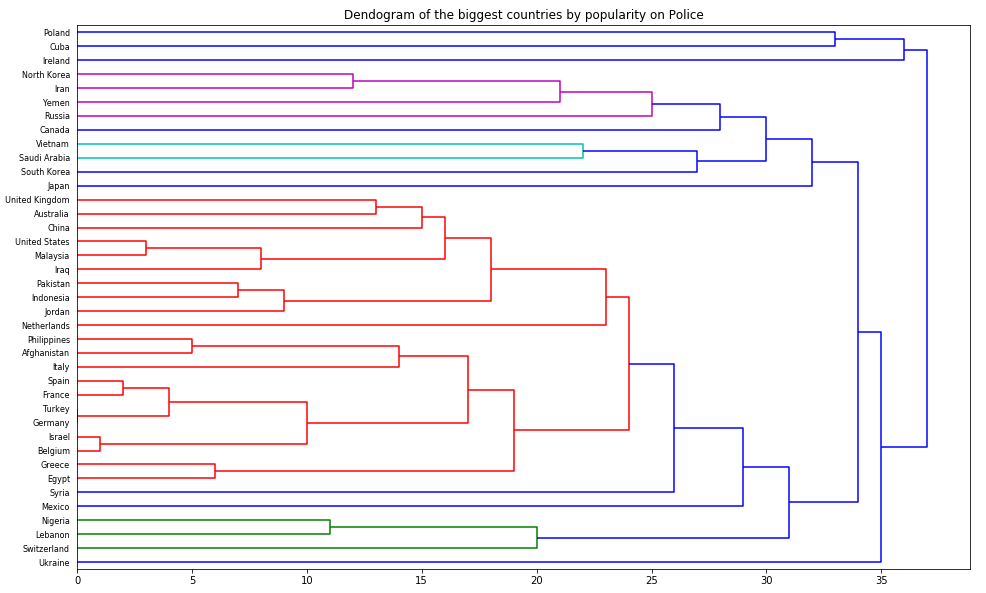 Dendogram of the biggest countries by popularity on Police
Poland
Cuba
Ireland
North Korea
Iran
Yemen
Russia
Canada
Vietnam
Saudi Arabia
South Korea
Japan
United Kingdom
Australia
China
United States
Malaysia
Iraq
Pakistan
Indonesia
Jordan
Netherlands
Philippines
Afghanistan
Italy
Spain
France
Turkey
Germany
Israel
Belgium
Greece
Egypt
Syria
Mexico
Nigeria
Lebanon
Switzerland
Ukraine
0 5 10 15 20 25 30 35